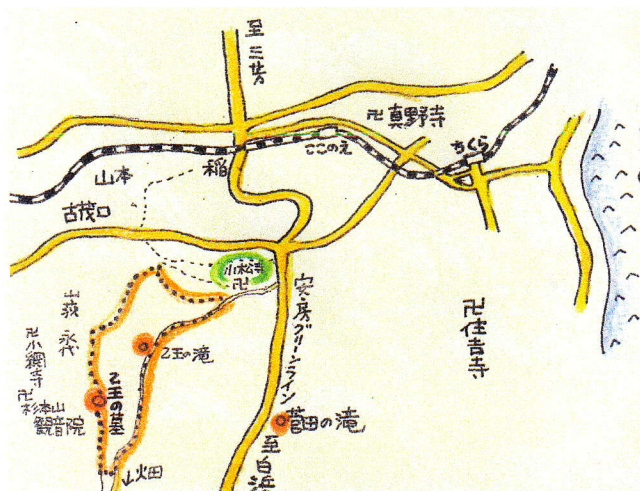 至三芳
卍真野寺
ちくら
ここのえ
稲
山本
古茂口
小松寺
卍
安房グリーンライン
至白浜
卍住吉寺
山荻
永代
乙王の滝
卍小網寺
乙王の墓
卍杉本山
観音院
菅田の滝
山火田